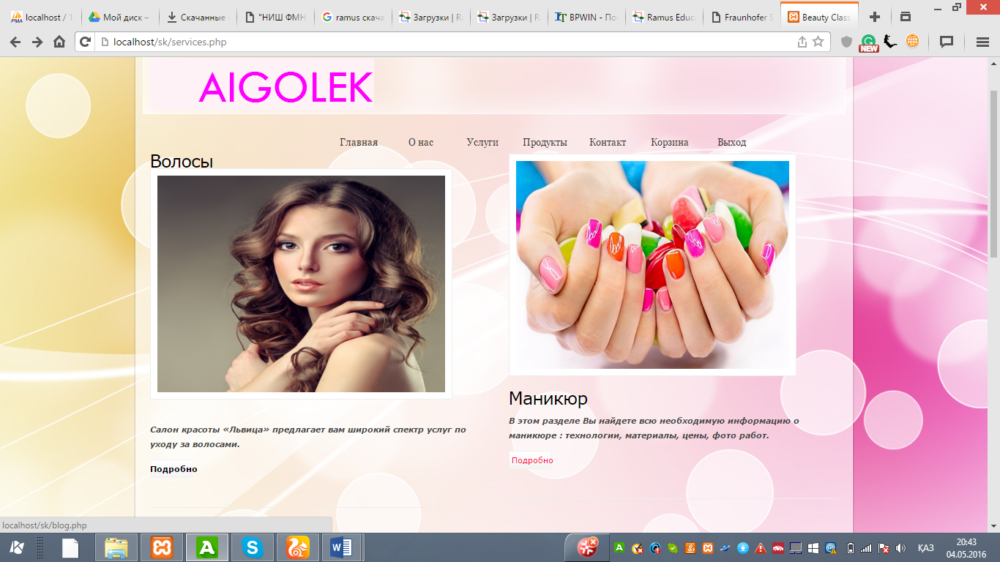 localhost / 1
Мой диск –
Скачанные
"НИШ ФМН
ramus скача
Загрузки | R
Загрузки | R
BPWIN - По
Ramus Educ
Fraunhofer S
Beauty Class
localhost/sk/services.php
NEW
AIGOLEK
Главная О нас Услуги Продукты Контакт Корзина Выход
Волосы
Салон красоты «Львица» предлагает вам широкий спектр услуг по
уходу за волосами.
Подробно
Маникюр
В этом разделе Вы найдете всю необходимую информацию о
маникюре : технологии, материалы, цены, фото работ.
Подробно
localhost/sk/blog.php
ҚАЗ
20:43
04.05.2016